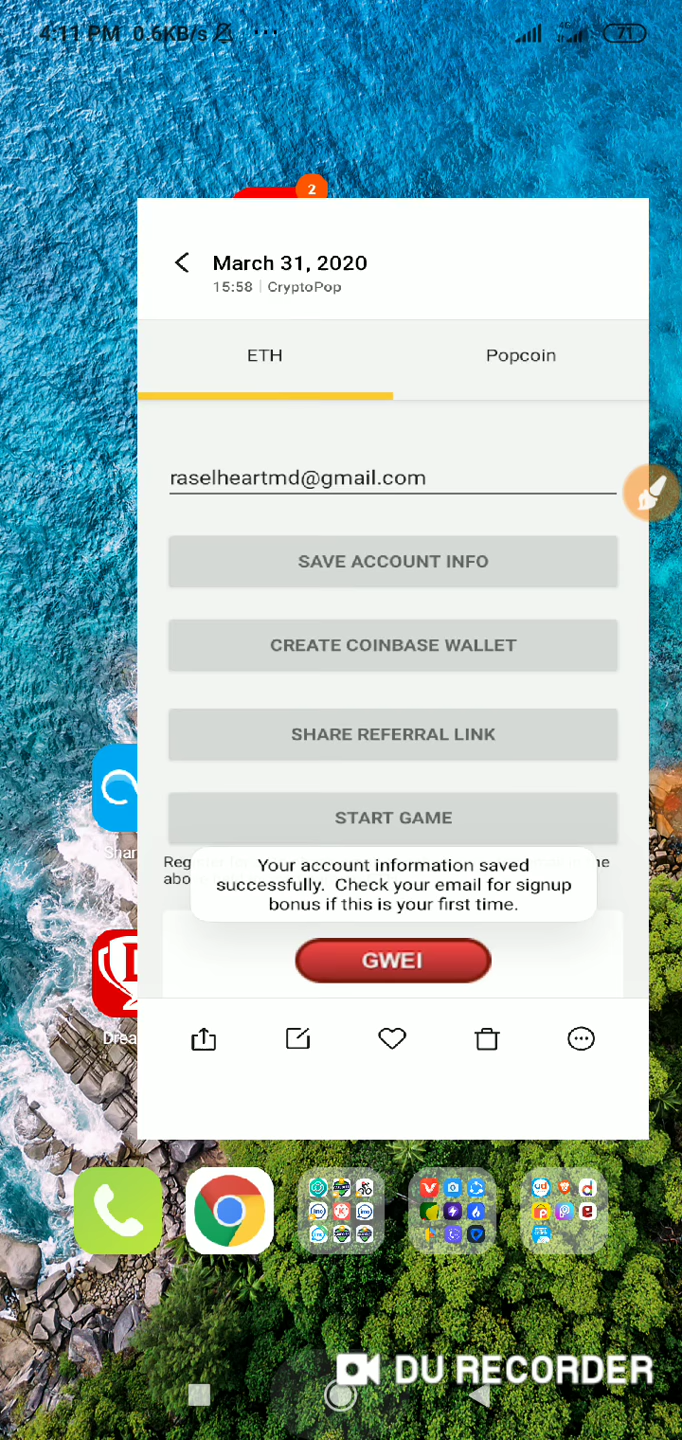 4:11 PM 0.6KB/s ...
4G
71
2
March 31, 2020
15:58 | CryptoPop
ETH
Popcoin
raselheartmd@gmail.com
SAVE ACCOUNT INFO
CREATE COINBASE WALLET
SHARE REFERRAL LINK
START GAME
Your account information saved
successfully. Check your email for signup
bonus if this is your first time.
GWEI
DU RECORDER